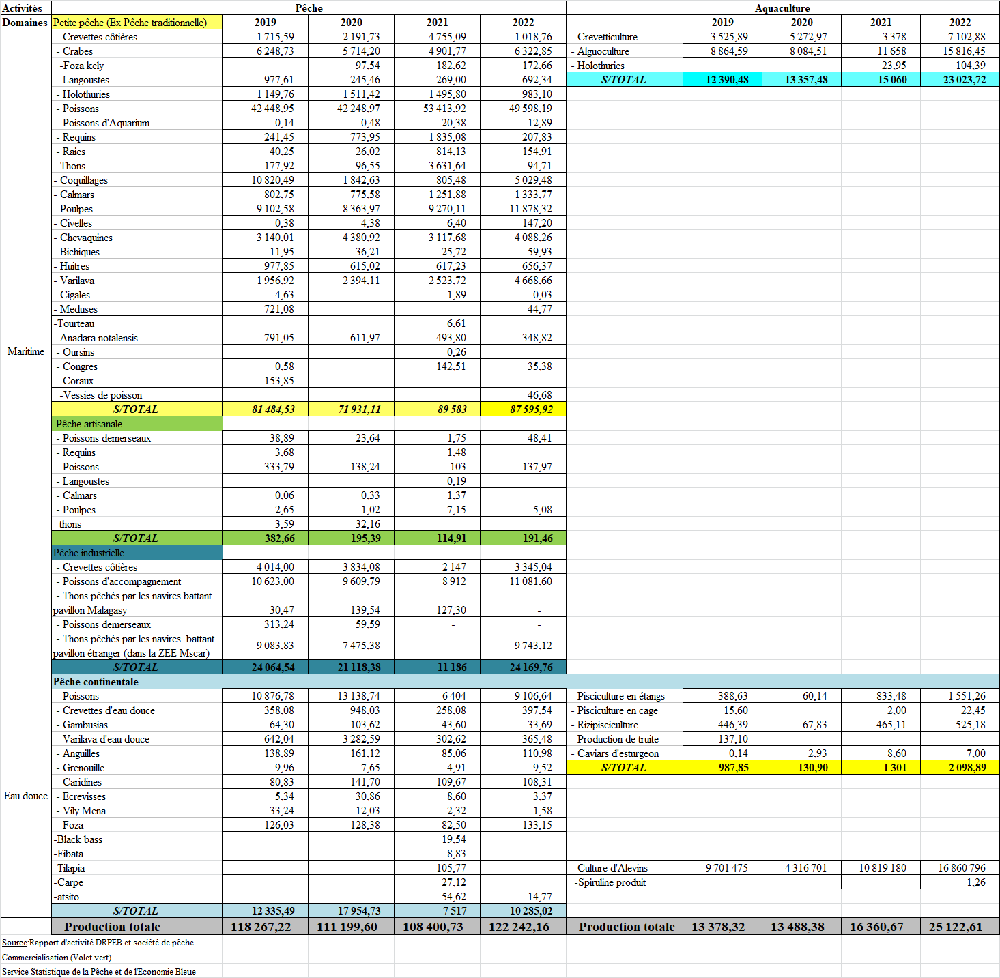 Activités Pêche Aquaculture
Domaines Petite pêche (Ex Pêche traditionnelle) 2019 2020 2021 2022 2019 2020 2021 2022
- Crevettes côtières 1 715,59 2 191,73 4 755,09 1 018,76 - Crevetticulture 3 525,89 5 272,97 3 378 7 102,88
- Crabes 6 248,73 5 714,20 4 901,77 6 322,85 - Alguoculture 8 864,59 8 084,51 11 658 15 816,45
-Foza kely 97,54 182,62 172,66 - Holothuries 23,95 104,39
- Langoustes 977,61 245,46 269,00 692,34 S/TOTAL 12 390,48 13 357,48 15 060 23 023,72
- Holothuries 1 149,76 1 511,42 1 495,80 983,10
- Poissons 42 448,95 42 248,97 53 413,92 49 598,19
- Poissons d'Aquarium 0,14 0,48 20,38 12,89
- Requins 241,45 773,95 1 835,08 207,83
- Raies 40,25 26,02 814,13 154,91
- Thons 177,92 96,55 3 631,64 94,71
- Coquillages 10 820,49 1 842,63 805,48 5 029,48
- Calmars 802,75 775,58 1 251,88 1 333,77
- Poulpes 9 102,58 8 363,97 9 270,11 11 878,32
- Civelles 0,38 4,38 6,40 147,20
- Chevaquines 3 140,01 4 380,92 3 117,68 4 088,26
- Bichiques 11,95 36,21 25,72 59,93
- Huitres 977,85 615,02 617,23 656,37
- Varilava 1 956,92 2 394,11 2 523,72 4 668,66
- Cigales 4,63 1,89 0,03
- Meduses 721,08 44,77
-Tourteau 6,61
- Anadara notalensis 791,05 611,97 493,80 348,82
Maritime - Oursins 0,26
- Congres 0,58 142,51 35,38
- Coraux 153,85
-Vessies de poisson 46,68
S/TOTAL 81 484,53 71 931,11 89 583 87 595,92
Pêche artisanale
- Poissons demerseaux 38,89 23,64 1,75 48,41
- Requins 3,68 1,48
- Poissons 333,79 138,24 103 137,97
- Langoustes 0,19
- Calmars 0,06 0,33 1,37
- Poulpes 2,65 1,02 7,15 5,08
thons 3,59 32,16
S/TOTAL 382,66 195,39 114,91 191,46
Pêche industrielle
- Crevettes côtières 4 014,00 3 834,08 2 147 3 345,04
- Poissons d'accompagnement 10 623,00 9 609,79 8 912 11 081,60
- Thons pêchés par les navires battant
pavillon Malagasy 30,47 139,54 127,30 -
- Poissons demerseaux 313,24 59,59 - -
- Thons pêchés par les navires battant
pavillon étranger (dans la ZEE Mscar) 9 083,83 7 475,38 9 743,12
S/TOTAL 24 064,54 21 118,38 11 186 24 169,76
Pêche continentale
- Poissons 10 876,78 13 138,74 6 404 9 106,64 - Pisciculture en étangs 388,63 60,14 833,48 1 551,26
- Crevettes d'eau douce 358,08 948,03 258,08 397,54 - Pisciculture en cage 15,60 2,00 22,45
- Gambusias 64,30 103,62 43,60 33,69 - Rizipisciculture 446,39 67,83 465,11 525,18
- Varilava d'eau douce 642,04 3 282,59 302,62 365,48 - Production de truite 137,10
- Anguilles 138,89 161,12 85,06 110,98 - Caviars d'esturgeon 0,14 2,93 8,60 7,00
- Grenouille 9,96 7,65 4,91 9,52 S/TOTAL 987,85 130,90 1 301 2 098,89
- Caridines 80,83 141,70 109,67 108,31
Eau douce - Ecrevisses 5,34 30,86 8,60 3,37
- Vily Mena 33,24 12,03 2,32 1,58
- Foza 126,03 128,38 82,50 133,15
-Black bass 19,54
-Fibata 8,83
-Tilapia 105,77 - Culture d'Alevins 9 701 475 4 316 701 10 819 180 16 860 796
-Carpe 27,12 -Spiruline produit 1,26
-atsito 54,62 14,77
S/TOTAL 12 335,49 17 954,73 7 517 10 285,02
Production totale 118 267,22 111 199,60 108 400,73 122 242,16 Production totale 13 378,32 13 488,38 16 360,67 25 122,61
Source:Rapport d'activité DRPEB et société de pêche
Commercialisation (Volet vert)
Service Statistique de la Pêche et de l'Economie Bleue